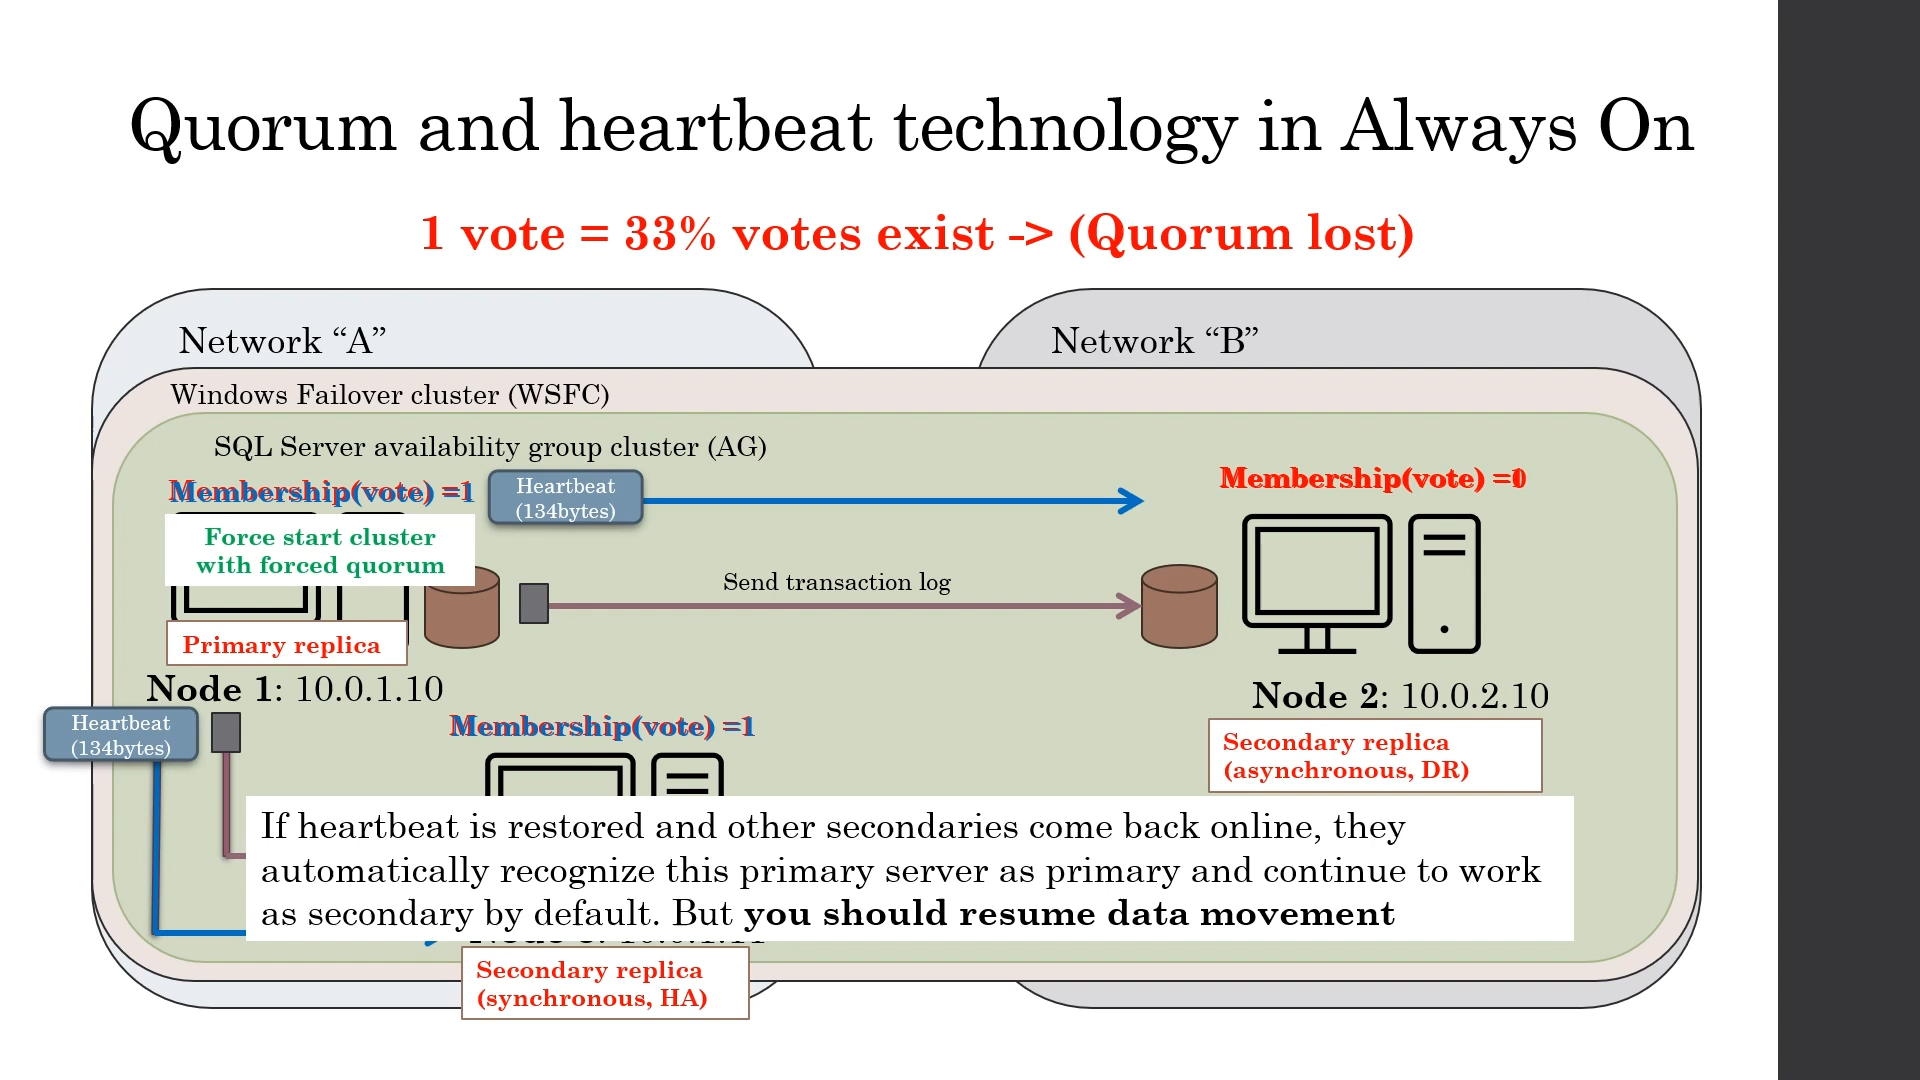 Quorum and heartbeat technology in Always On
1 vote = 33% votes exist -> (Quorum lost)
Network “A”
Network “B”
Windows Failover cluster (WSFC)
SQL Server availability group cluster (AG)
Membership(vote) =1
Heartbeat
(134bytes)
Membership(vote) =0
Force start cluster
with forced quorum
Send transaction log
Primary replica
Node 1: 10.0.1.10
Node 2: 10.0.2.10
Heartbeat
(134bytes)
Membership(vote) =1
Secondary replica
(asynchronous, DR)
If heartbeat is restored and other secondaries come back online, they
automatically recognize this primary server as primary and continue to work
as secondary by default. But you should resume data movement
Secondary replica
(synchronous, HA)